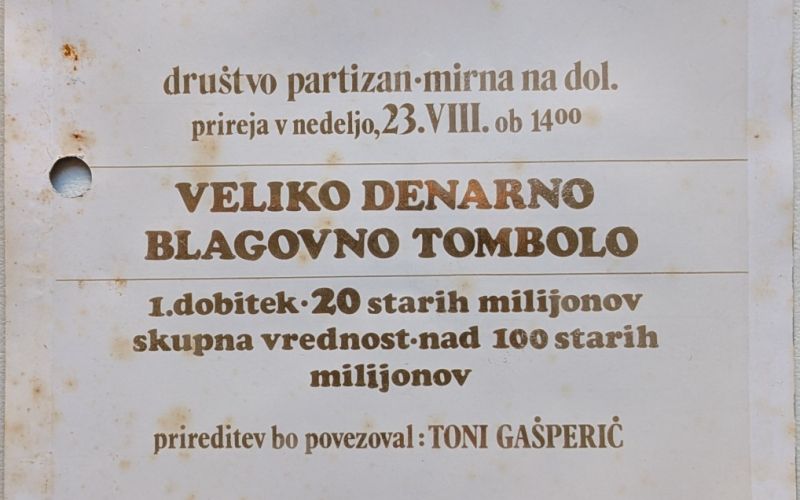 društvo partizan·mirna na dol.
prireja v nedeljo,23.VIII. ob 14⁰⁰
VELIKO DENARNO
BLAGOVNO TOMBOLO
1.dobitek·20 starih milijonov
skupna vrednost·nad 100 starih
milijonov
prireditev bo povezoval:TONI GAŠPERIČ